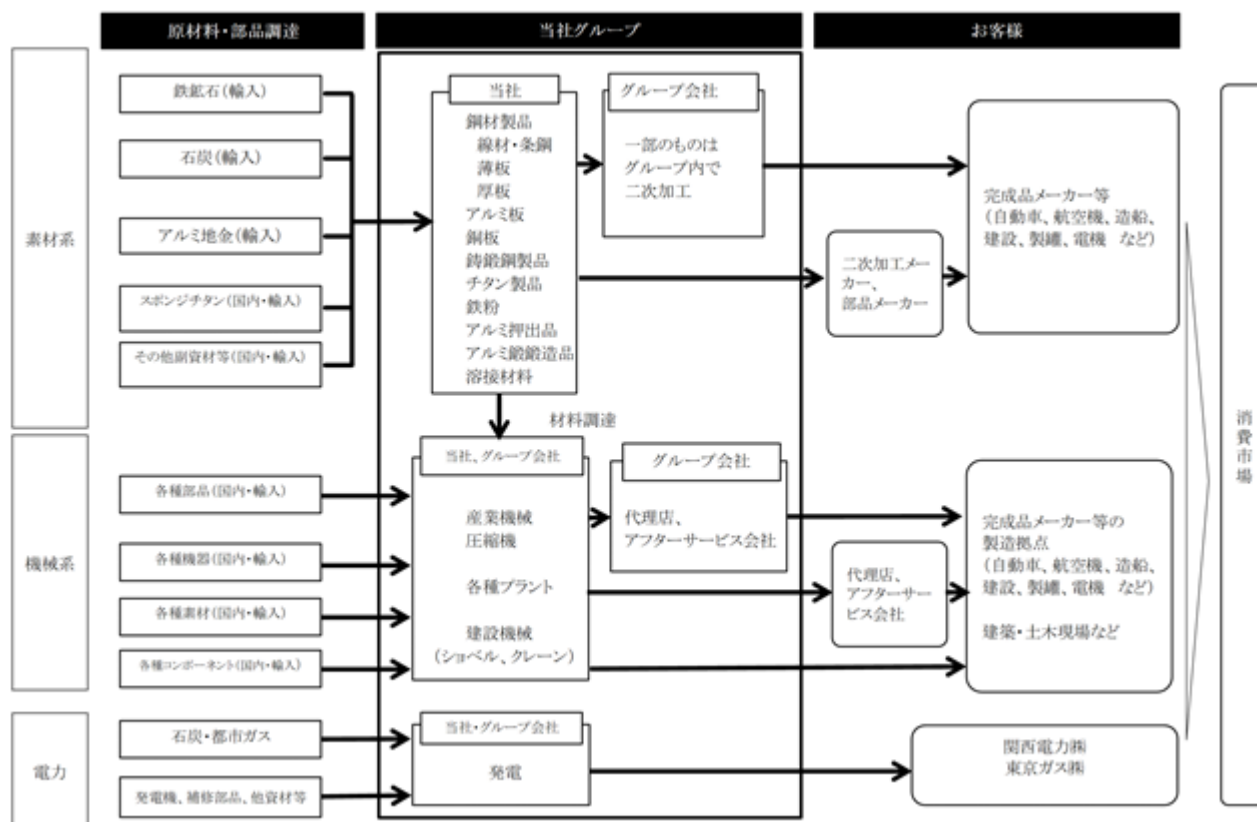 原材料・部品調達
当社グループ
お客様
素材系
鉄鉱石(輸入)
石炭(輸入)
アルミ地金(輸入)
スポンジチタン(国内・輸入)
その他副資材等(国内・輸入)
当社
鋼材製品
線材・条鋼
薄板
厚板
アルミ板
銅板
鋳鍛鋼製品
チタン製品
鉄粉
アルミ押出品
アルミ鍛鍛造品
溶接材料
グループ会社
一部のものは
グループ内で
二次加工
二次加工メー
カー、
部品メーカー
完成品メーカー等
(自動車、航空機、造船、
建設、製罐、電機 など)
材料調達
機械系
各種部品(国内・輸入)
各種機器(国内・輸入)
各種素材(国内・輸入)
各種コンポーネント(国内・輸入)
当社、グループ会社
産業機械
圧縮機
各種プラント
建設機械
(ショベル、クレーン)
グループ会社
代理店、
アフターサービス会社
代理店、
アフターサー
ビス会社
完成品メーカー等の
製造拠点
(自動車、航空機、造船、
建設、製罐、電機 など)
建築・土木現場など
電力
石炭・都市ガス
発電機、補修部品、他資材等
当社・グループ会社
発電
関西電力㈱
東京ガス㈱
消費市場